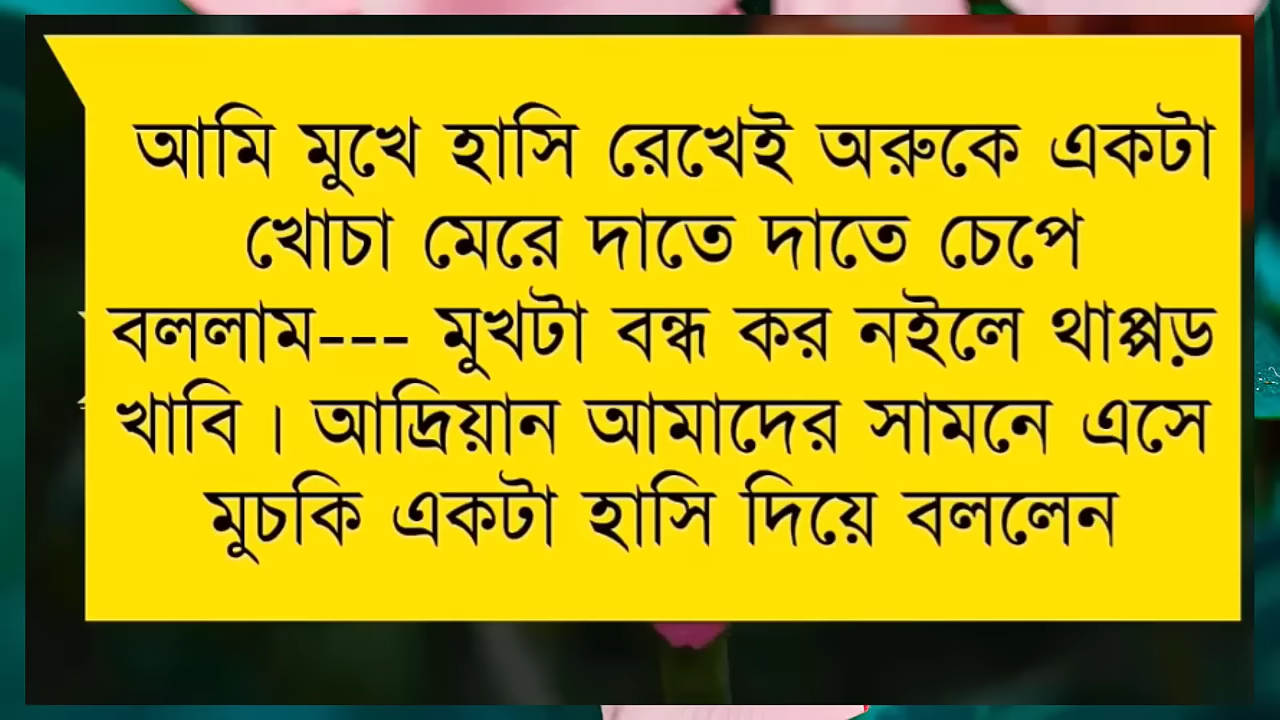 আমি মুখে হাসি রেখেই অরুকে একটা
খোচা মেরে দাতে দাতে চেপে
বললাম--- মুখটা বন্ধ কর নইলে থাপ্পড়
খাবি। আদ্রিয়ান আমাদের সামনে এসে
মুচকি একটা হাসি দিয়ে বললেন